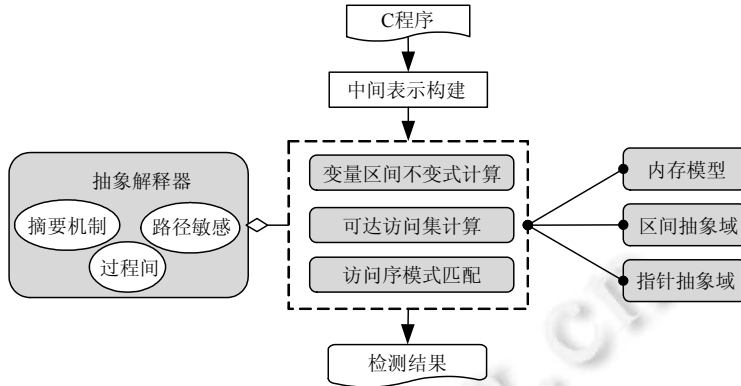 C程序
中间表示构建
抽象解释器
摘要机制
路径敏感
过程间
变量区间不变式计算
可达访问集计算
访问序模式匹配
内存模型
区间抽象域
指针抽象域
检测结果